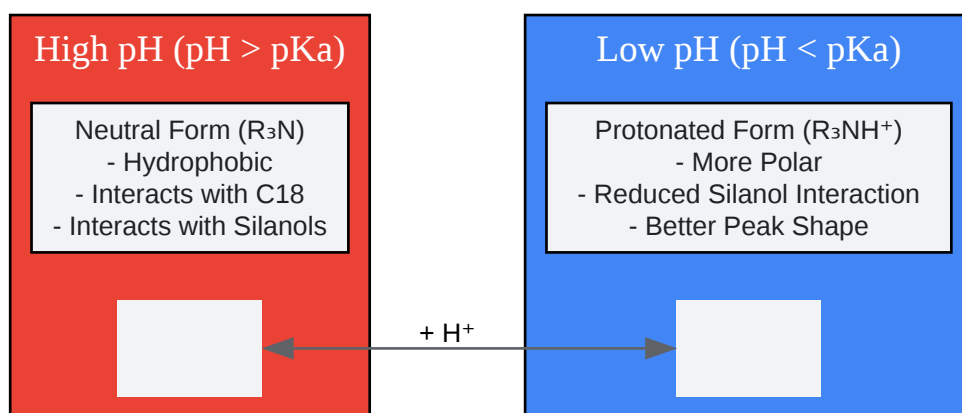 High pH (pH > pKa)
Neutral Form (R₃N)
- Hydrophobic
- Interacts with C18
- Interacts with Silanols
+ H⁺
Low pH (pH < pKa)
Protonated Form (R₃NH⁺)
- More Polar
- Reduced Silanol Interaction
- Better Peak Shape